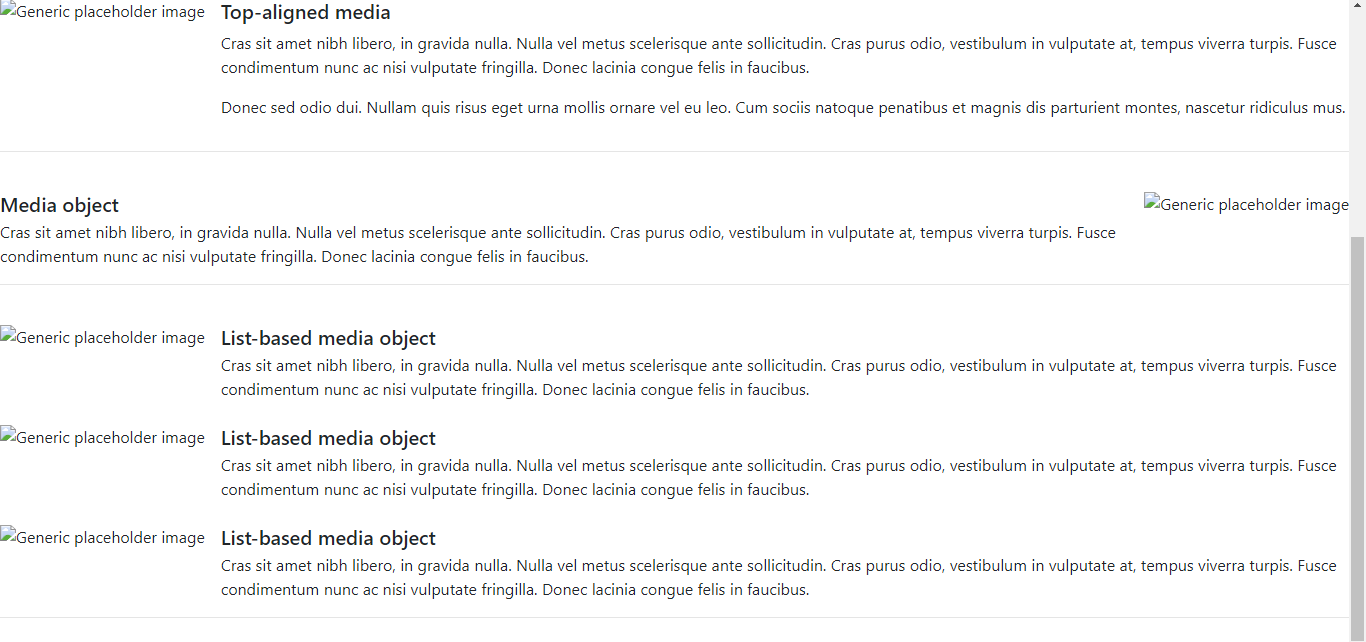 Generic placeholder image
Top-aligned media
Cras sit amet nibh libero, in gravida nulla. Nulla vel metus scelerisque ante sollicitudin. Cras purus odio, vestibulum in vulputate at, tempus viverra turpis. Fusce
condimentum nunc ac nisi vulputate fringilla. Donec lacinia congue felis in faucibus.
Donec sed odio dui. Nullam quis risus eget urna mollis ornare vel eu leo. Cum sociis natoque penatibus et magnis dis parturient montes, nascetur ridiculus mus.
Media object
Cras sit amet nibh libero, in gravida nulla. Nulla vel metus scelerisque ante sollicitudin. Cras purus odio, vestibulum in vulputate at, tempus viverra turpis. Fusce
condimentum nunc ac nisi vulputate fringilla. Donec lacinia congue felis in faucibus.
Generic placeholder image
Generic placeholder image
List-based media object
Cras sit amet nibh libero, in gravida nulla. Nulla vel metus scelerisque ante sollicitudin. Cras purus odio, vestibulum in vulputate at, tempus viverra turpis. Fusce
condimentum nunc ac nisi vulputate fringilla. Donec lacinia congue felis in faucibus.
Generic placeholder image
List-based media object
Cras sit amet nibh libero, in gravida nulla. Nulla vel metus scelerisque ante sollicitudin. Cras purus odio, vestibulum in vulputate at, tempus viverra turpis. Fusce
condimentum nunc ac nisi vulputate fringilla. Donec lacinia congue felis in faucibus.
Generic placeholder image
List-based media object
Cras sit amet nibh libero, in gravida nulla. Nulla vel metus scelerisque ante sollicitudin. Cras purus odio, vestibulum in vulputate at, tempus viverra turpis. Fusce
condimentum nunc ac nisi vulputate fringilla. Donec lacinia congue felis in faucibus.